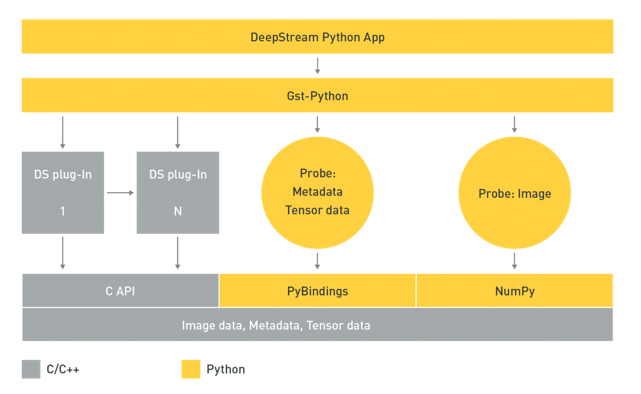 DeepStream Python App
Gst-Python
DS plug-In
1
DS plug-In
N
Probe:
Metadata
Tensor data
Probe: Image
C API
PyBindings
NumPy
Image data, Metadata, Tensor data
C/C++
Python